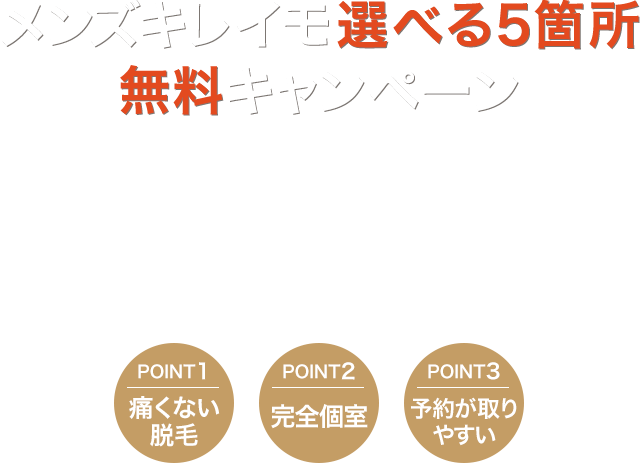 メンズキレイモ選べる5箇所
無料キャンペーン
POINT1
痛くない
脱毛
POINT2
完全個室
POINT3
予約が取り
やすい